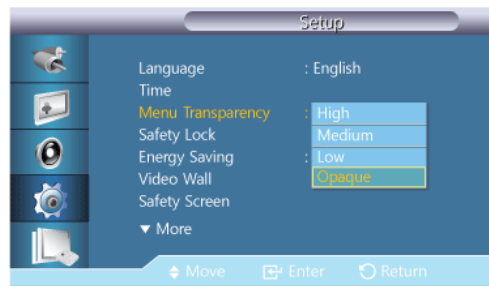 Setup
Language : English
Time
Menu Transparency : High
Safety Lock Medium
Energy Saving : Low
Video Wall Opaque
Safety Screen
▼ More
Move Enter Return